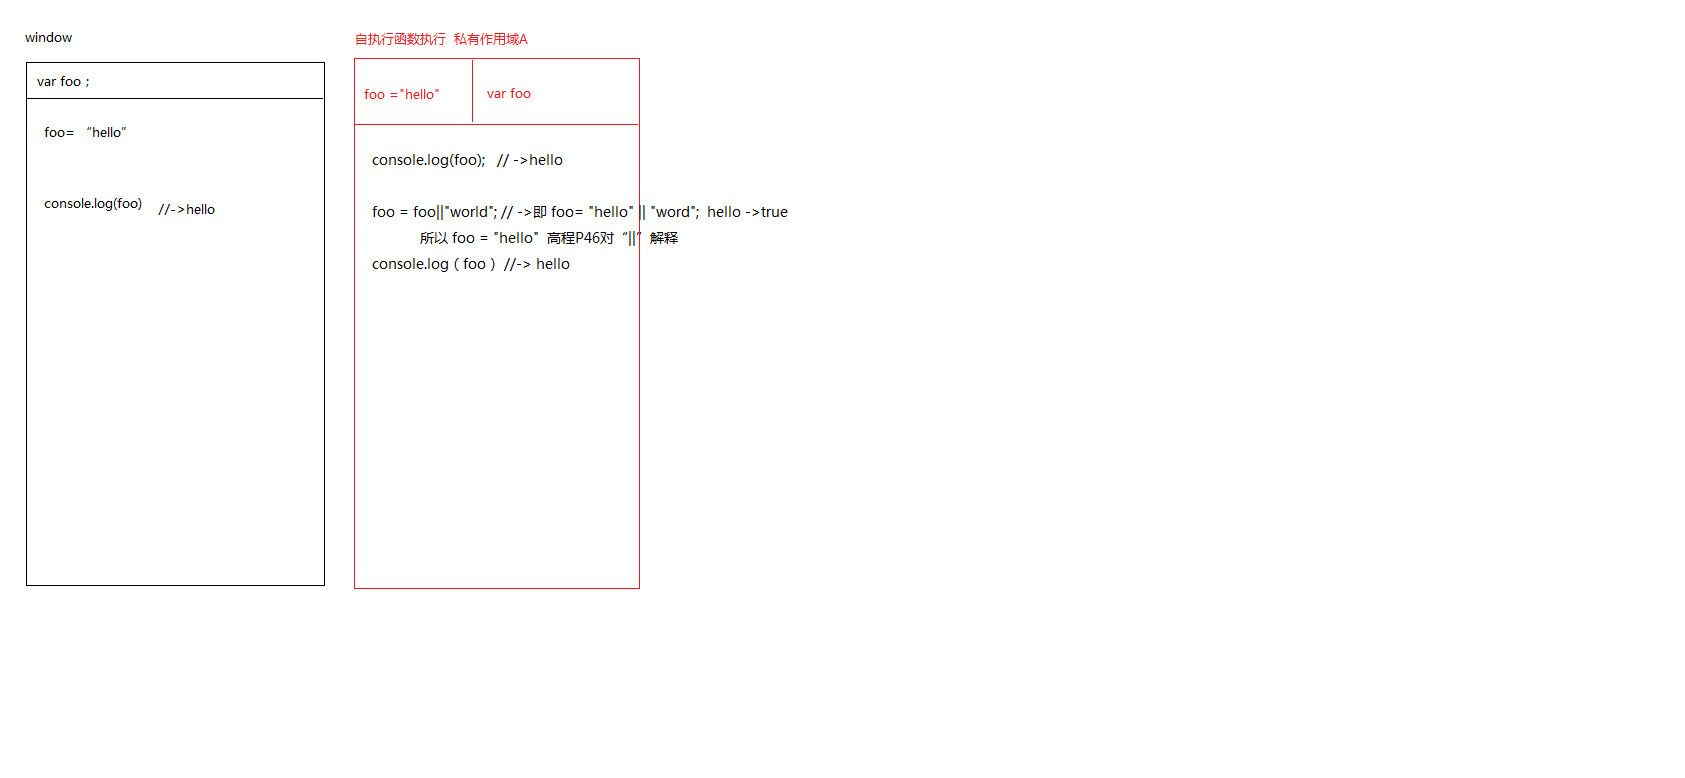 window
var foo ;
foo= “hello”
console.log(foo) //->hello
自执行函数执行 私有作用域A
foo ="hello" var foo
console.log(foo); // ->hello
foo = foo||"world"; // ->即 foo= "hello" || "word"; hello ->true
所以 foo = "hello" 高程P46对“||”解释
console.log ( foo ) //-> hello